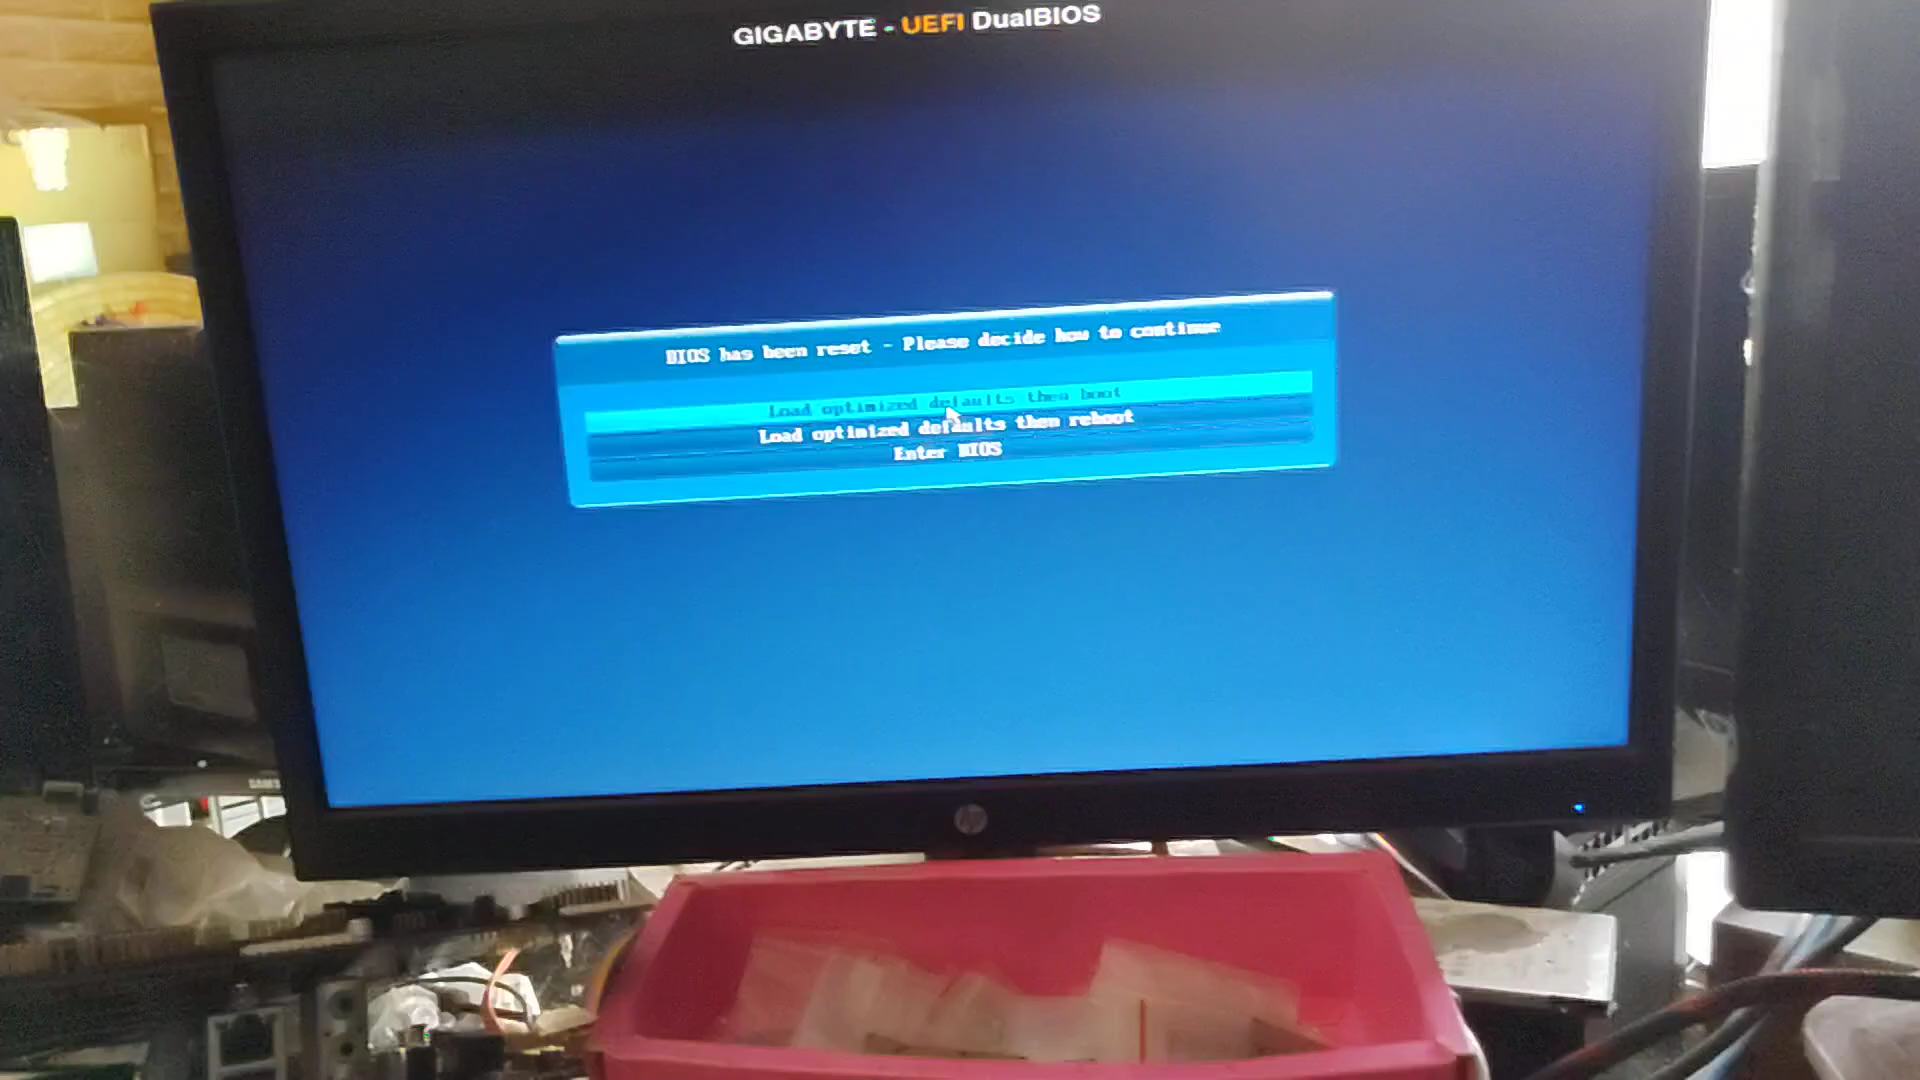 GIGABYTE - UEFI DualBIOS
BIOS has been reset - Please decide how to continue
Load optimized defaults then boot
Load optimized defaults then reboot
Enter BIOS
hp